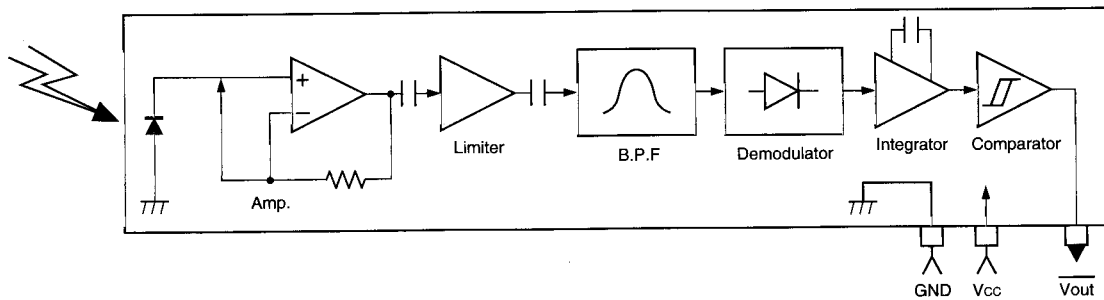 +
−
Amp.
Limiter
B.P.F
Demodulator
Integrator
Comparator
GND
Vcc
Vout